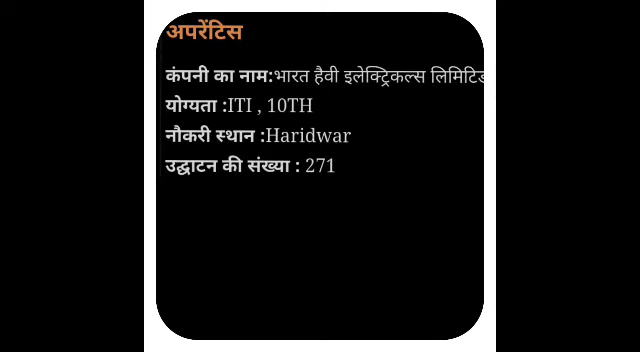 अपरेंटिस
कंपनी का नाम:भारत हैवी इलेक्ट्रिकल्स लिमिटिड
योग्यता :ITI , 10TH
नौकरी स्थान :Haridwar
उद्घाटन की संख्या : 271